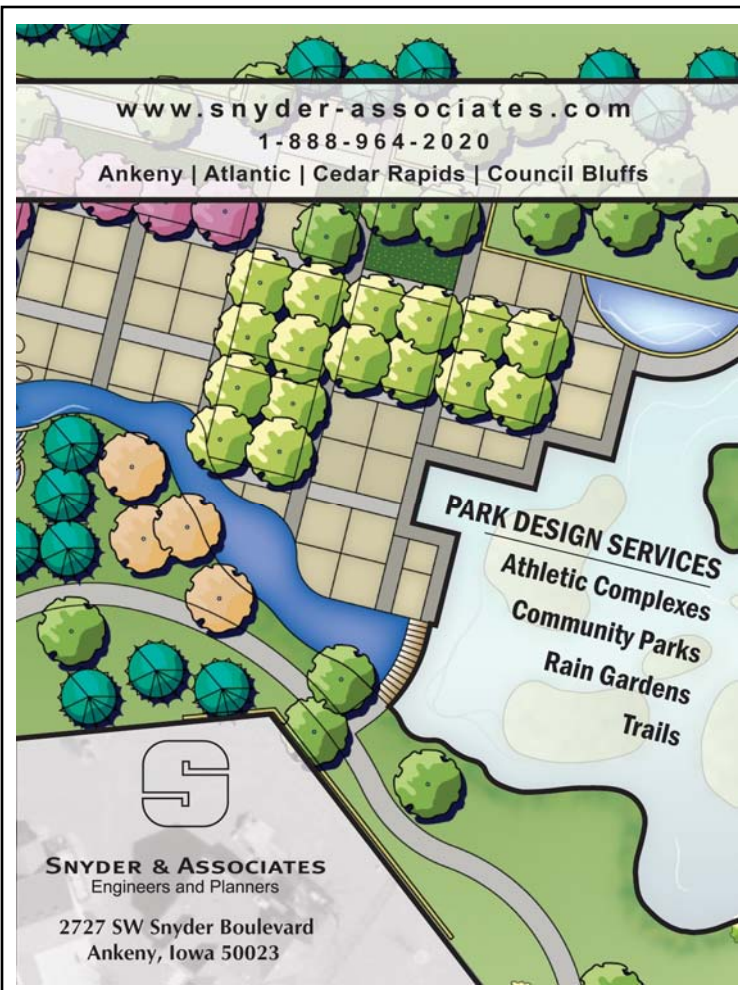 www.snyder-associates.com
1-888-964-2020
Ankeny | Atlantic | Cedar Rapids | Council Bluffs
PARK DESIGN SERVICES
Athletic Complexes
Community Parks
Rain Gardens
Trails
S
SNYDER & ASSOCIATES
Engineers and Planners
2727 SW Snyder Boulevard
Ankeny, Iowa 50023